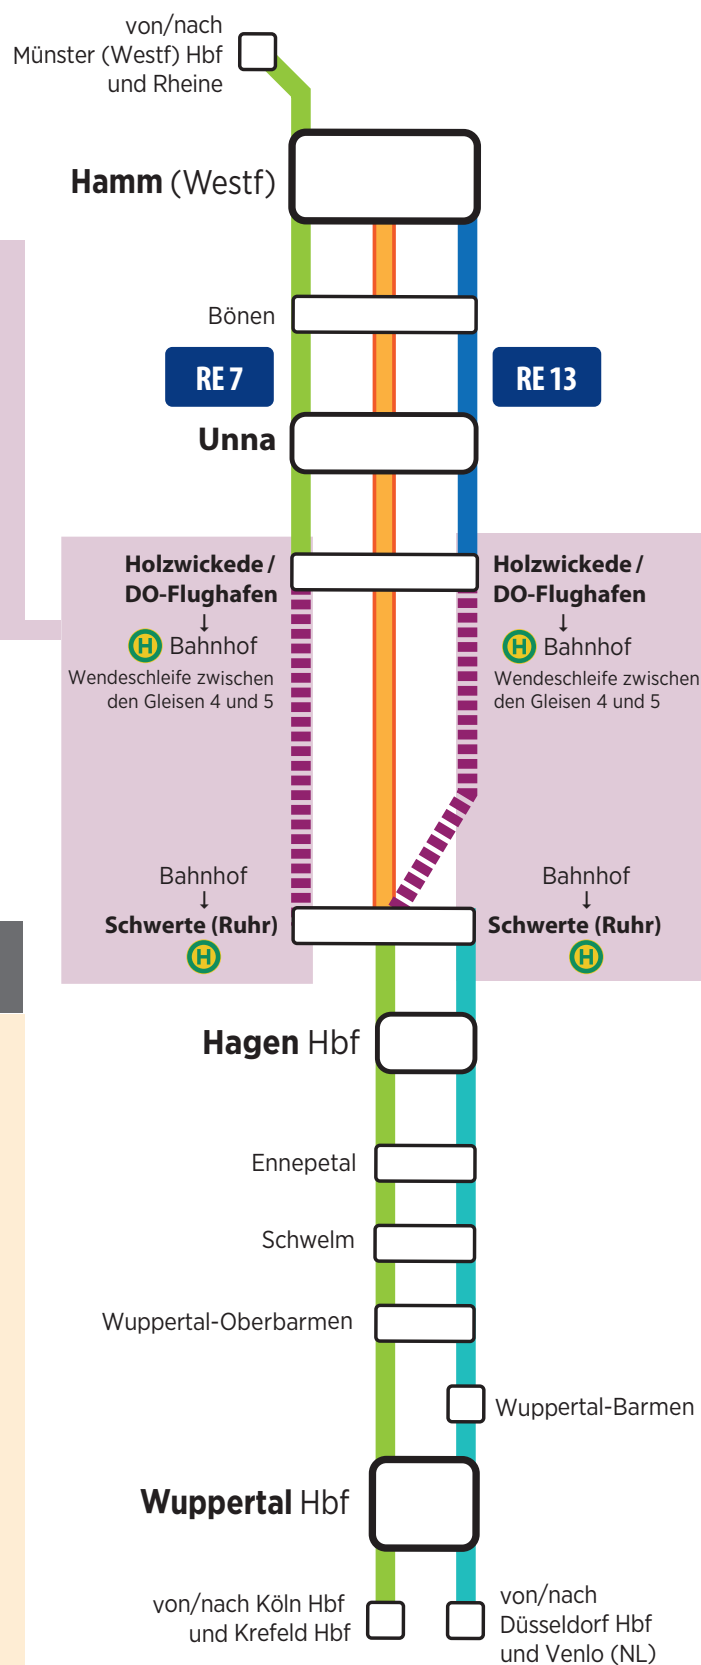 von/nach
Münster (Westf) Hbf
und Rheine
Hamm (Westf)
Bönen
RE 7
RE 13
Unna
Holzwickede /
DO-Flughafen
↓
H Bahnhof
Wendeschleife zwischen
den Gleisen 4 und 5
Holzwickede /
DO-Flughafen
↓
H Bahnhof
Wendeschleife zwischen
den Gleisen 4 und 5
Bahnhof
↓
Schwerte (Ruhr)
H
Bahnhof
↓
Schwerte (Ruhr)
H
Hagen Hbf
Ennepetal
Schwelm
Wuppertal-Oberbarmen
Wuppertal-Barmen
Wuppertal Hbf
von/nach Köln Hbf
und Krefeld Hbf
von/nach
Düsseldorf Hbf
und Venlo (NL)